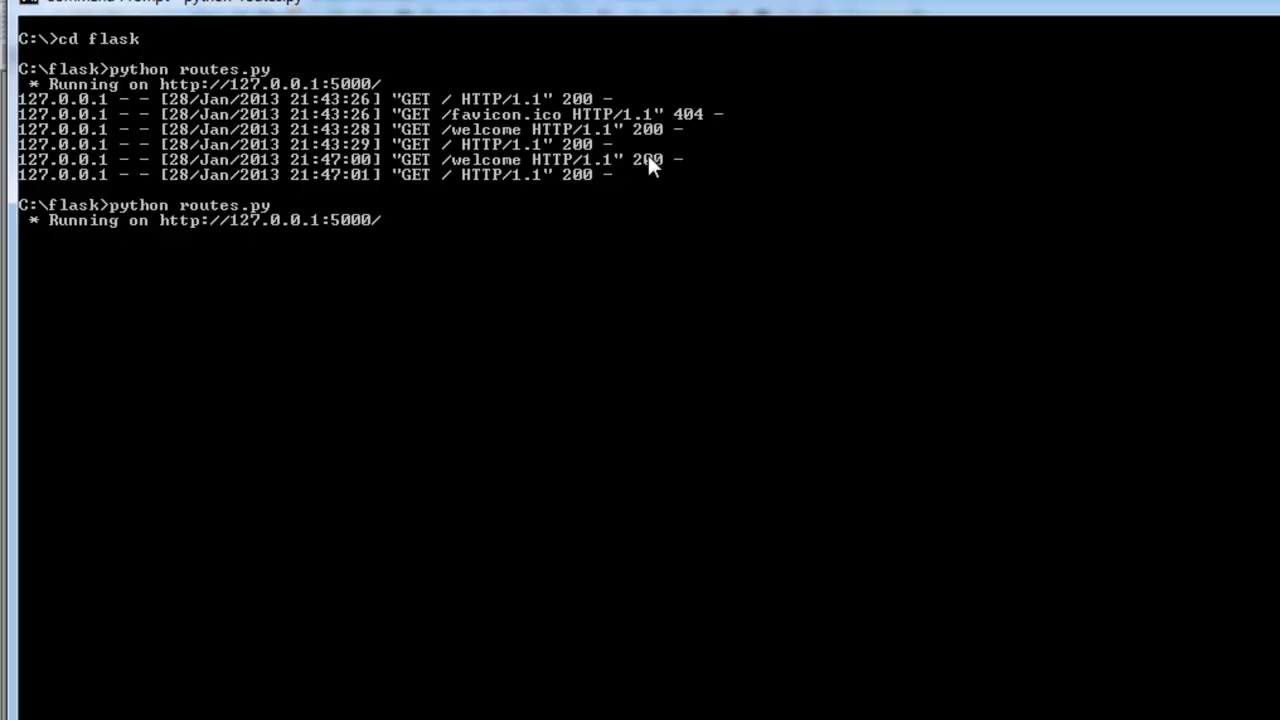 Command Prompt - python routes.py
C:\>cd flask
C:\flask>python routes.py
 * Running on http://127.0.0.1:5000/
127.0.0.1 - - [28/Jan/2013 21:43:26] "GET / HTTP/1.1" 200 -
127.0.0.1 - - [28/Jan/2013 21:43:26] "GET /favicon.ico HTTP/1.1" 404 -
127.0.0.1 - - [28/Jan/2013 21:43:28] "GET /welcome HTTP/1.1" 200 -
127.0.0.1 - - [28/Jan/2013 21:43:29] "GET / HTTP/1.1" 200 -
127.0.0.1 - - [28/Jan/2013 21:47:00] "GET /welcome HTTP/1.1" 200 -
127.0.0.1 - - [28/Jan/2013 21:47:01] "GET / HTTP/1.1" 200 -
C:\flask>python routes.py
 * Running on http://127.0.0.1:5000/